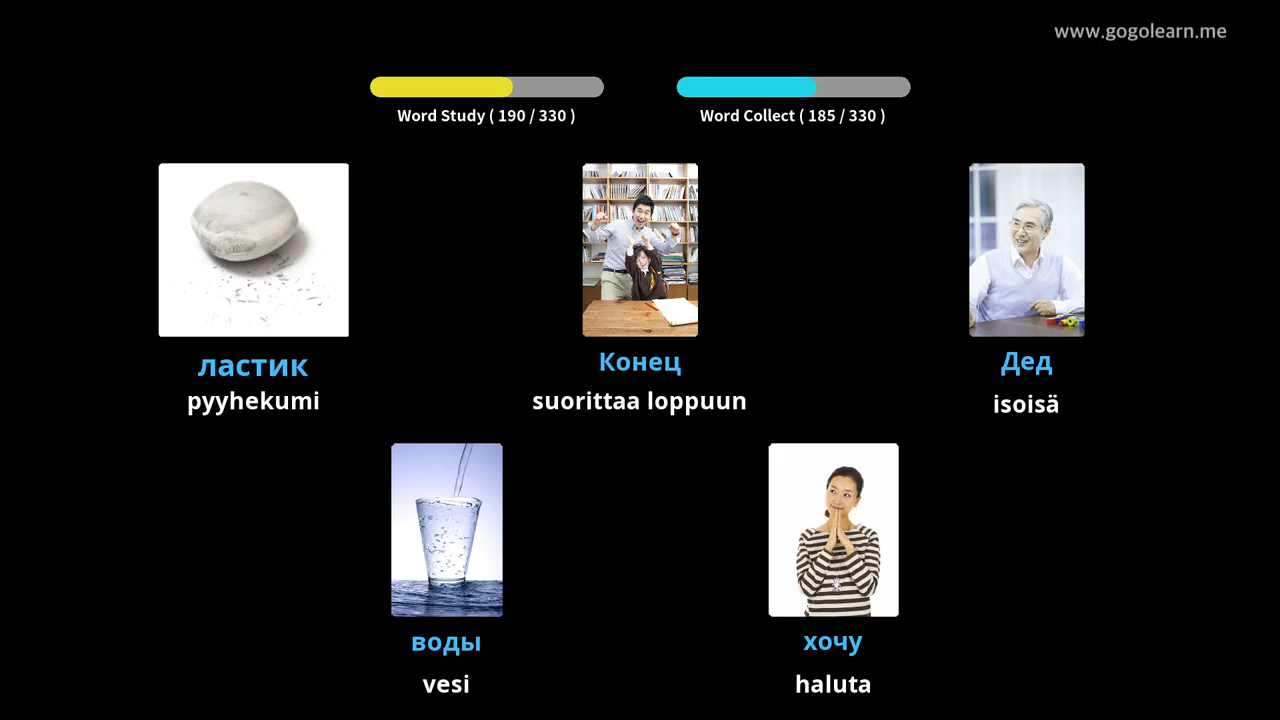 www.gogolearn.me
Word Study ( 190 / 330 )
Word Collect ( 185 / 330 )
ластик
pyyhekumi
Конец
suorittaa loppuun
Дед
isoisä
воды
vesi
хочу
haluta